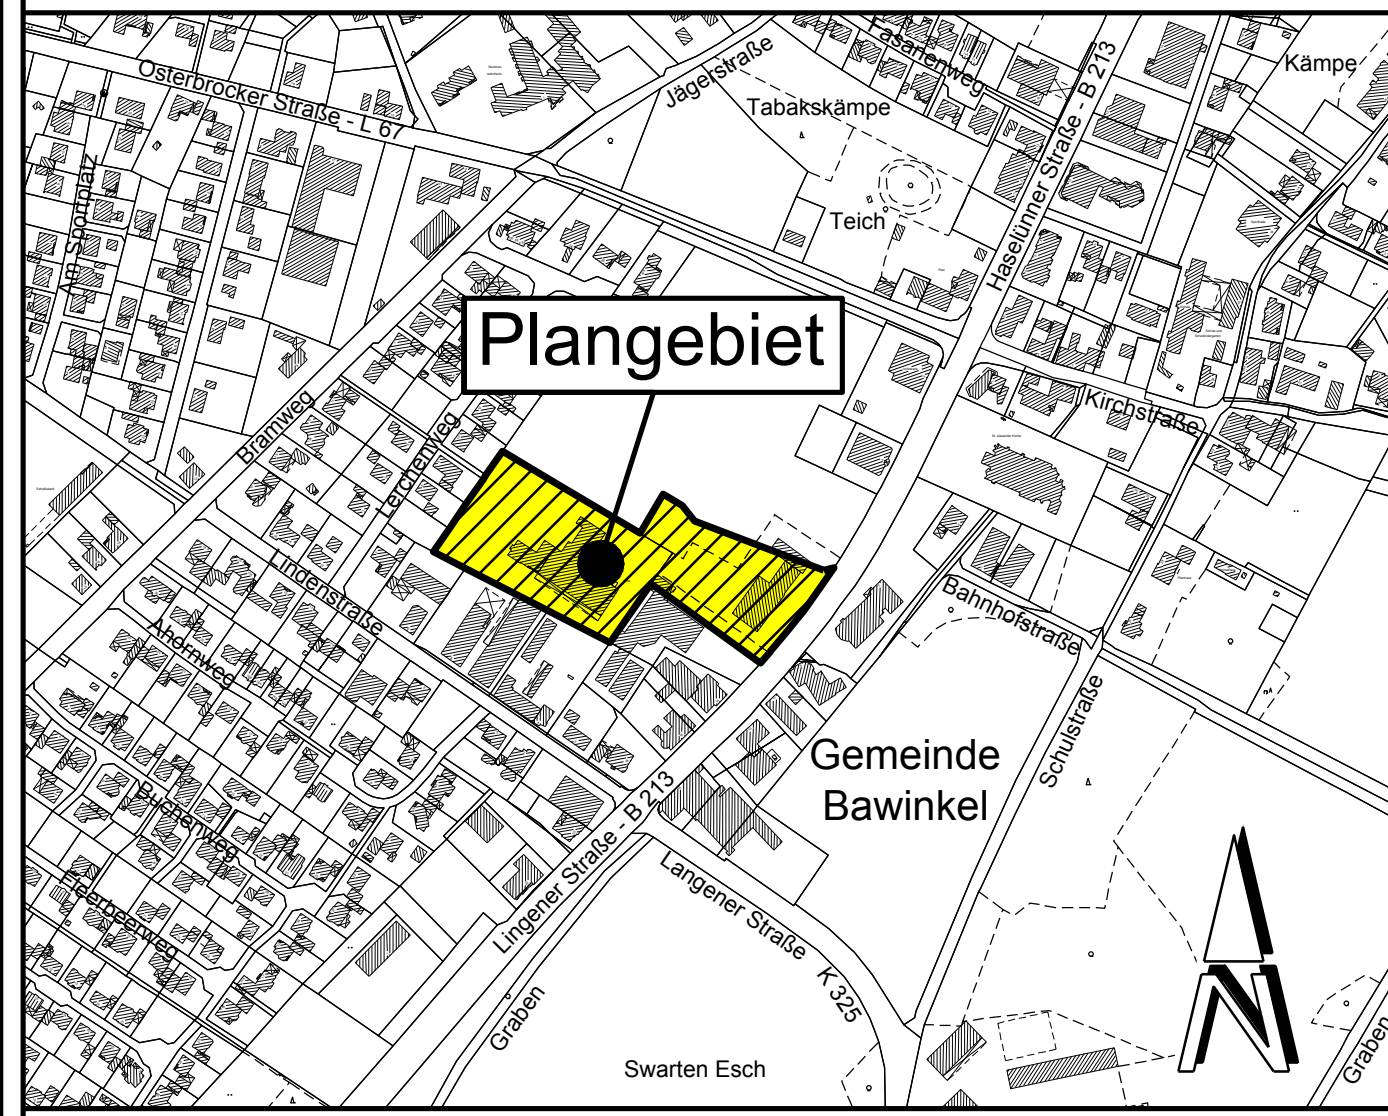 Kämpe
Fasanenweg
Jägerstraße
Osterbrocker Straße - L 67
Tabakskämpe
Haselünner Straße - B 213
Am Sportplatz
Teich
Plangebiet
Kirchstraße
Bramweg
Lerchenweg
Lindenstraße
Bahnhofstraße
Ahornweg
Schulstraße
Gemeinde
Bawinkel
Buchenweg
Lingener Straße - B 213
Langener Straße K 325
Graben
Graben
Swarten Esch
N